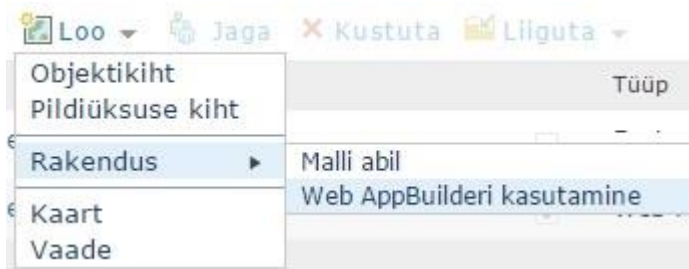 Loo Jaga Kustuta Liiguta
Objektikiht
Tüüp
Pildiüksuse kiht
Rakendus
Malli abil
Web AppBuilderi kasutamine
Kaart
Vaade